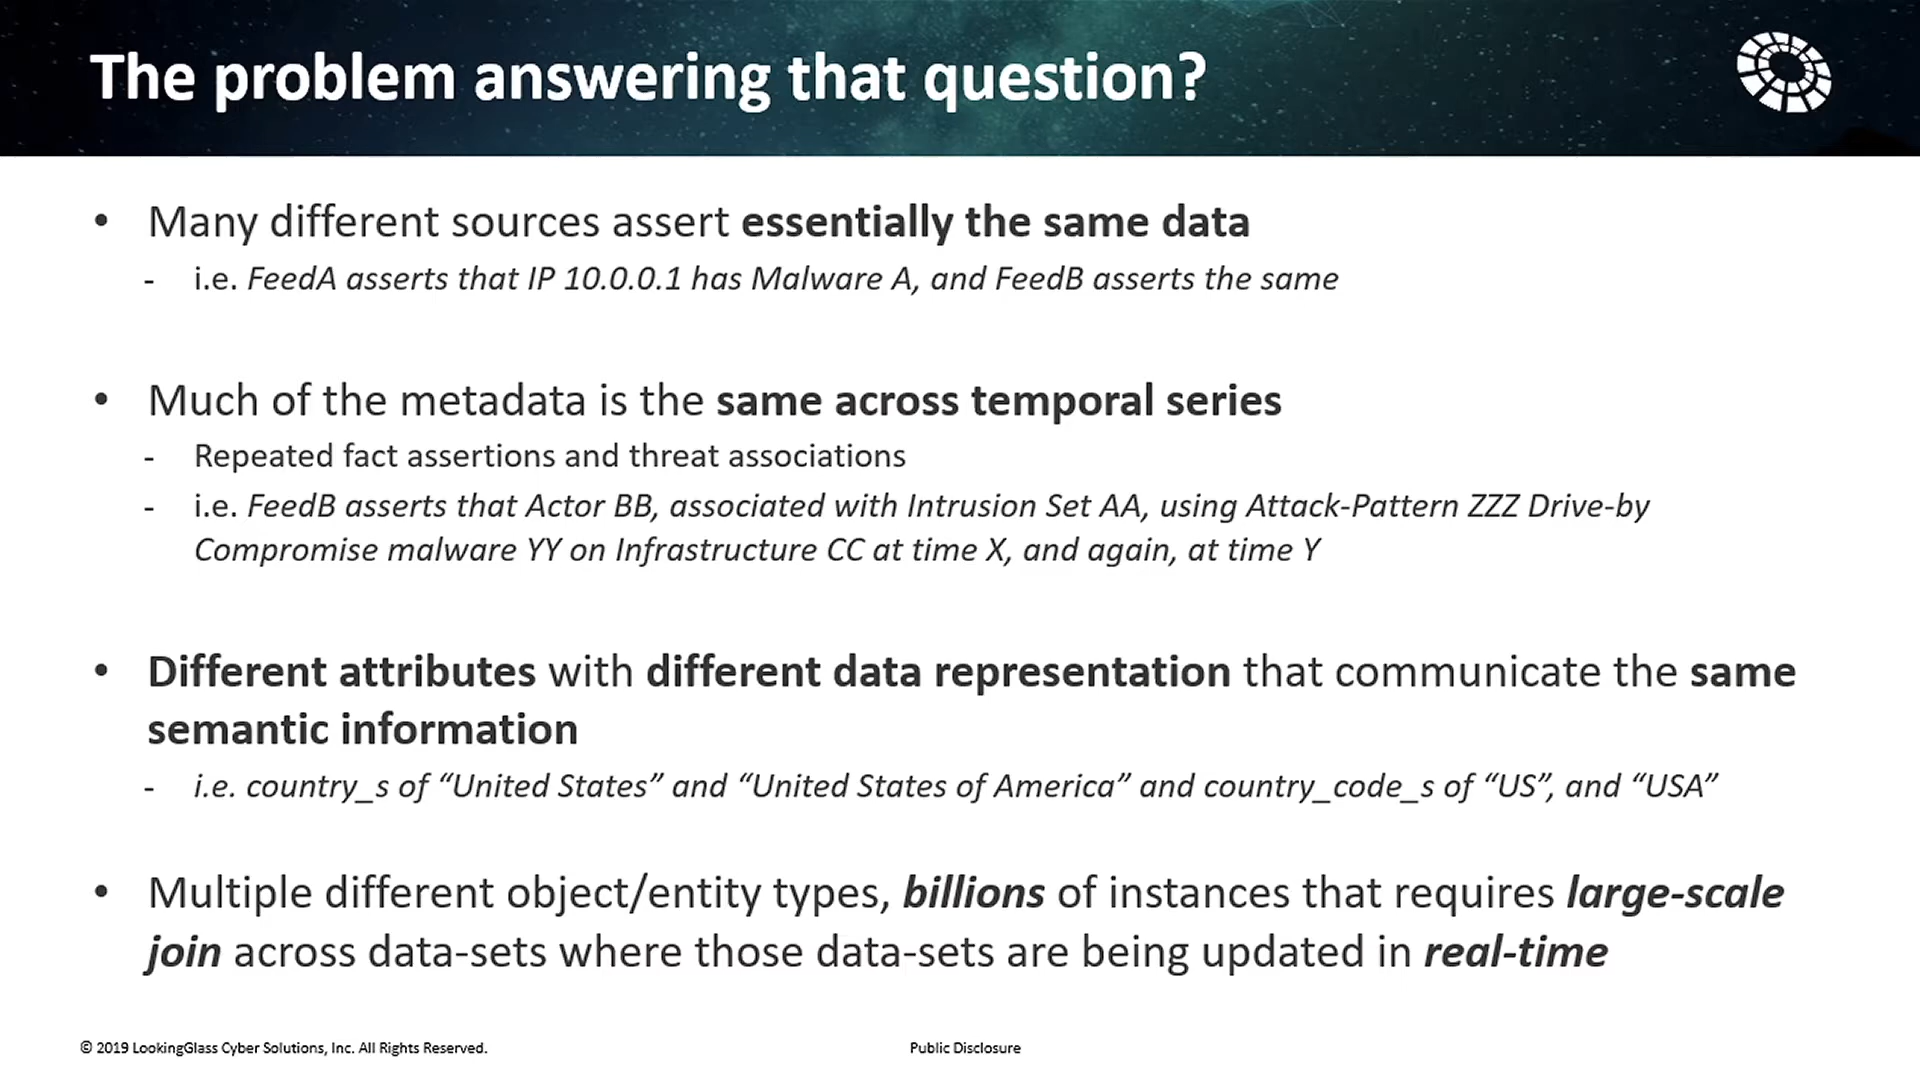 The problem answering that question?
• Many different sources assert essentially the same data
- i.e. FeedA asserts that IP 10.0.0.1 has Malware A, and FeedB asserts the same
• Much of the metadata is the same across temporal series
- Repeated fact assertions and threat associations
- i.e. FeedB asserts that Actor BB, associated with Intrusion Set AA, using Attack-Pattern ZZZ Drive-by
Compromise malware YY on Infrastructure CC at time X, and again, at time Y
• Different attributes with different data representation that communicate the same
semantic information
- i.e. country_s of “United States” and “United States of America” and country_code_s of “US”, and “USA”
• Multiple different object/entity types, billions of instances that requires large-scale
join across data-sets where those data-sets are being updated in real-time
© 2019 LookingGlass Cyber Solutions, Inc. All Rights Reserved.
Public Disclosure